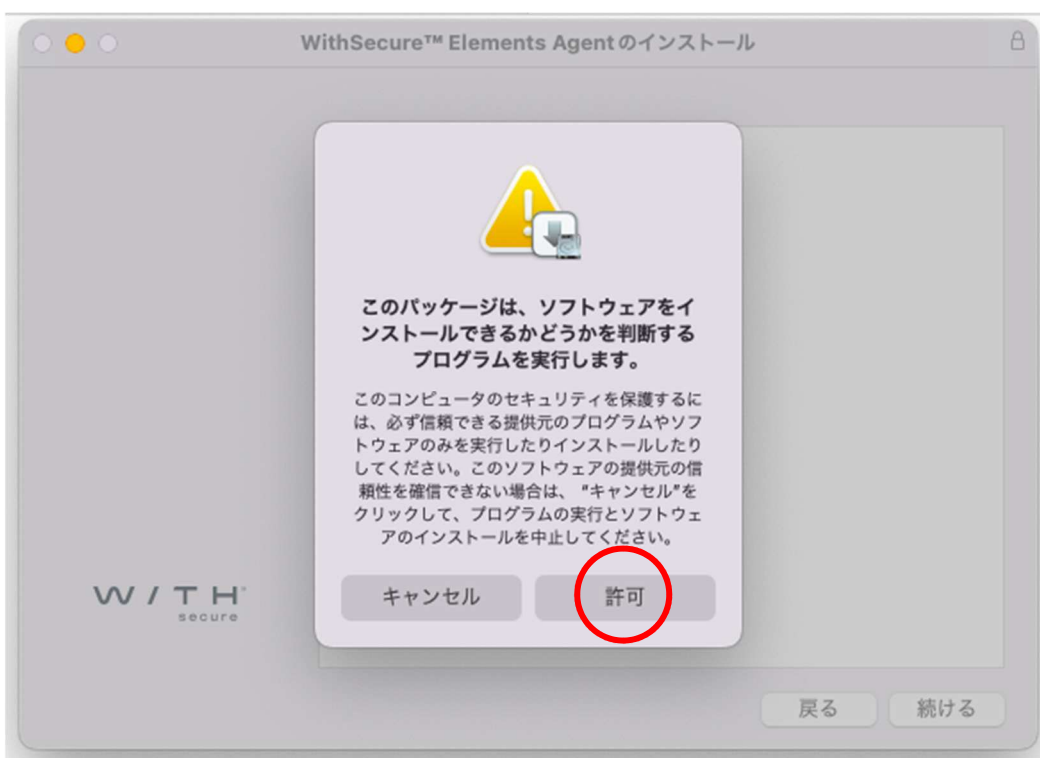 WithSecure™ Elements Agentのインストール
このパッケージは、ソフトウェアをイ
ンストールできるかどうかを判断する
プログラムを実行します。
このコンピュータのセキュリティを保護するに
は、必ず信頼できる提供元のプログラムやソフ
トウェアのみを実行したりインストールしたり
してください。このソフトウェアの提供元の信
頼性を確信できない場合は、“キャンセル”を
クリックして、プログラムの実行とソフトウェ
アのインストールを中止してください。
キャンセル
許可
W / T H
secure
戻る
続ける